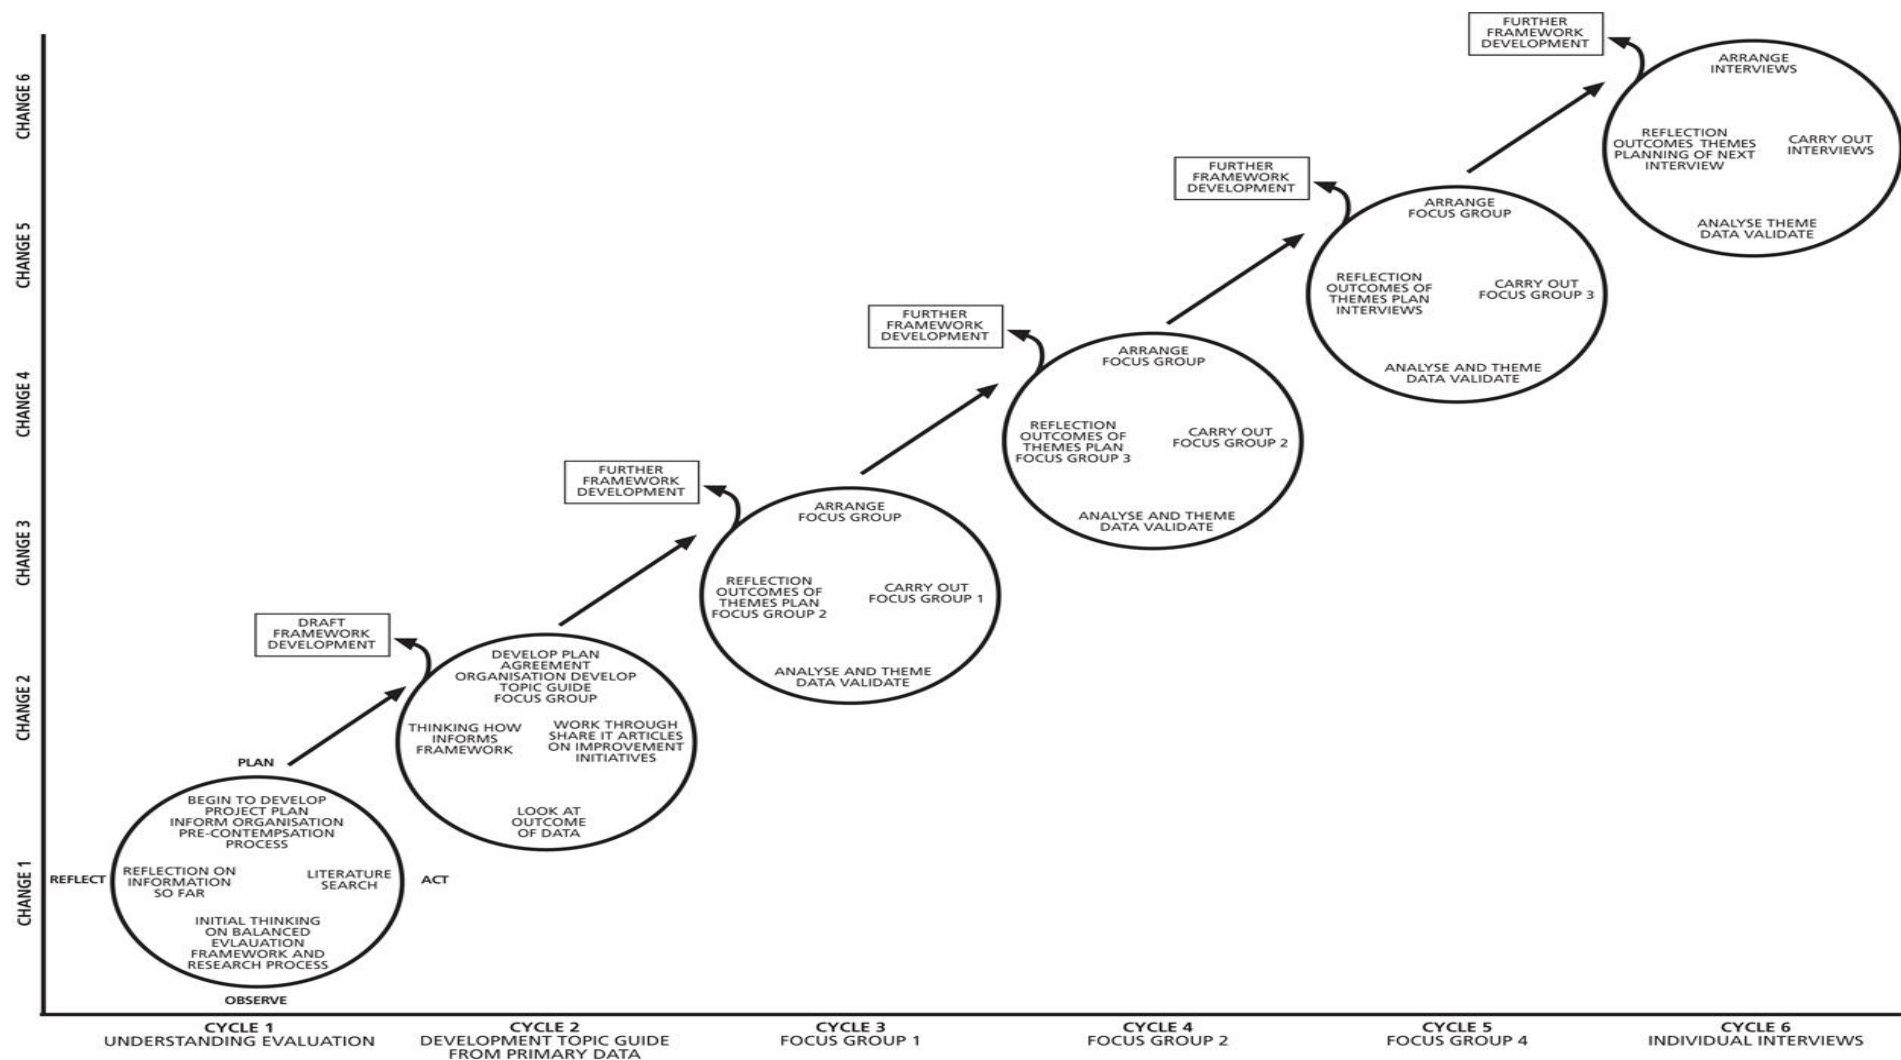 CHANGE 6
CHANGE 5
CHANGE 4
CHANGE 3
CHANGE 2
CHANGE 1
PLAN
REFLECT
ACT
OBSERVE
BEGIN TO DEVELOP
PROJECT PLAN
INFORM ORGANISATION
PRE-CONTEMPSATION
PROCESS
REFLECTION ON
INFORMATION
SO FAR
LITERATURE
SEARCH
INITIAL THINKING
ON BALANCED
EVLAUATION
FRAMEWORK AND
RESEARCH PROCESS
DRAFT
FRAMEWORK
DEVELOPMENT
DEVELOP PLAN
AGREEMENT
ORGANISATION DEVELOP
TOPIC GUIDE
FOCUS GROUP
THINKING HOW
INFORMS
FRAMEWORK
WORK THROUGH
SHARE IT ARTICLES
ON IMPROVEMENT
INITIATIVES
LOOK AT
OUTCOME
OF DATA
FURTHER
FRAMEWORK
DEVELOPMENT
ARRANGE
FOCUS GROUP
REFLECTION
OUTCOMES OF
THEMES PLAN
FOCUS GROUP 2
CARRY OUT
FOCUS GROUP 1
ANALYSE AND THEME
DATA VALIDATE
FURTHER
FRAMEWORK
DEVELOPMENT
ARRANGE
FOCUS GROUP
REFLECTION
OUTCOMES OF
THEMES PLAN
FOCUS GROUP 3
CARRY OUT
FOCUS GROUP 2
ANALYSE AND THEME
DATA VALIDATE
FURTHER
FRAMEWORK
DEVELOPMENT
ARRANGE
FOCUS GROUP
REFLECTION
OUTCOMES OF
THEMES PLAN
INTERVIEWS
CARRY OUT
FOCUS GROUP 3
ANALYSE AND THEME
DATA VALIDATE
FURTHER
FRAMEWORK
DEVELOPMENT
ARRANGE
INTERVIEWS
REFLECTION
OUTCOMES THEMES
PLANNING OF NEXT
INTERVIEW
CARRY OUT
INTERVIEWS
ANALYSE THEME
DATA VALIDATE
CYCLE 1
UNDERSTANDING EVALUATION
CYCLE 2
DEVELOPMENT TOPIC GUIDE
FROM PRIMARY DATA
CYCLE 3
FOCUS GROUP 1
CYCLE 4
FOCUS GROUP 2
CYCLE 5
FOCUS GROUP 4
CYCLE 6
INDIVIDUAL INTERVIEWS